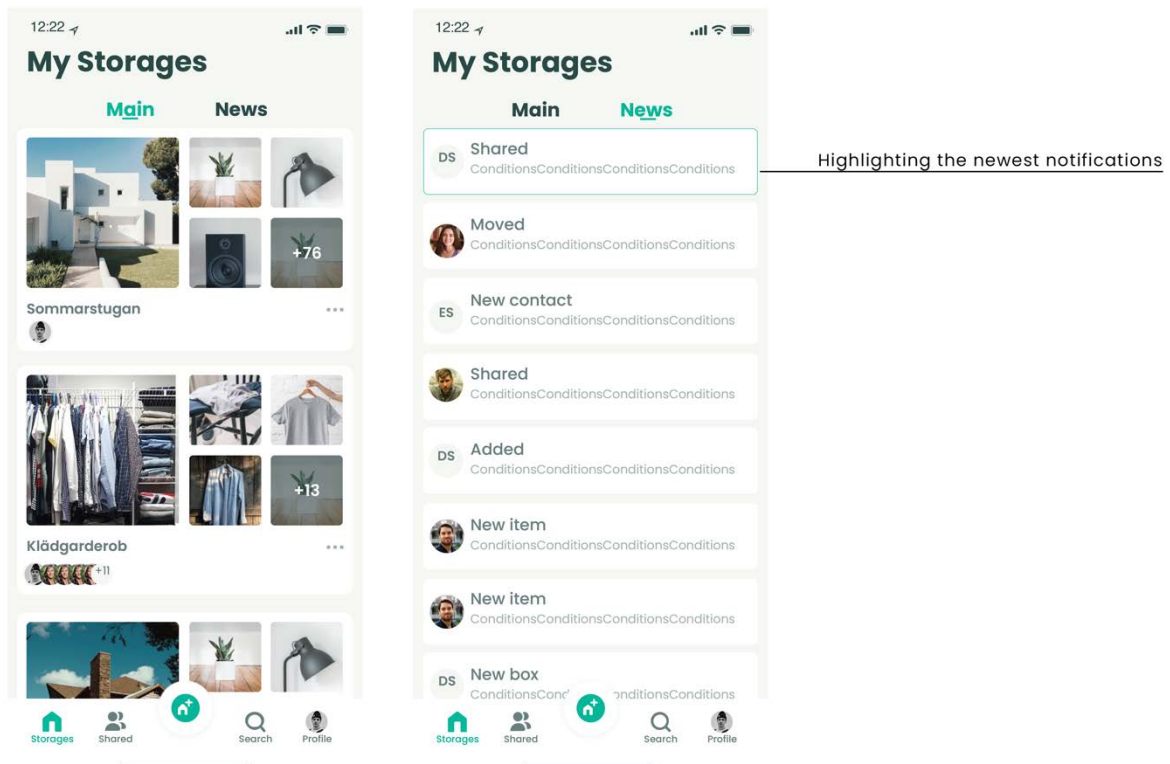 12:22
My Storages
Main News
+76
Sommarstugan
+13
Klädgarderob
+11
Storages Shared Search Profile
12:22
My Storages
Main News
DS
Shared
ConditionsConditionsConditionsConditions
Highlighting the newest notifications
Moved
ConditionsConditionsConditionsConditions
ES
New contact
ConditionsConditionsConditionsConditions
Shared
ConditionsConditionsConditionsConditions
DS
Added
ConditionsConditionsConditionsConditions
New item
ConditionsConditionsConditionsConditions
New item
ConditionsConditionsConditionsConditions
DS
New box
Storages Shared Search Profile